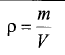 ρ = m/V